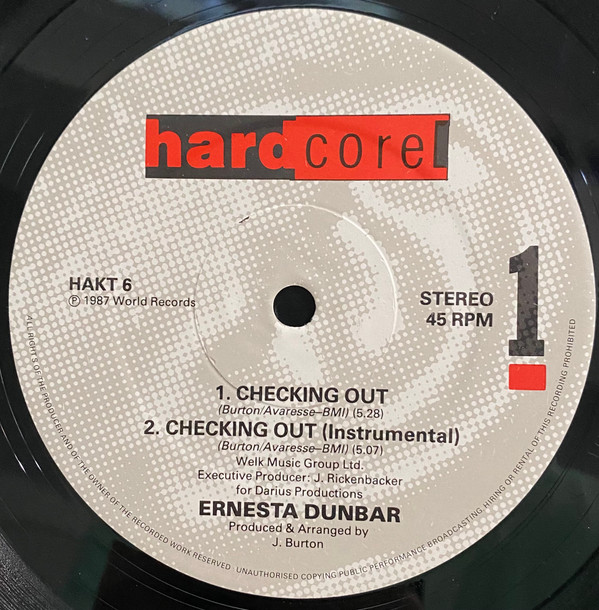 hardcore
HAKT 6
℗ 1987 World Records
STEREO
45 RPM
1
1. CHECKING OUT
(Burton/Avaresse–BMI) (5.28)
2. CHECKING OUT (Instrumental)
(Burton/Avaresse–BMI) (5.07)
Welk Music Group Ltd.
Executive Producer: J. Rickenbacker
for Darius Productions
ERNESTA DUNBAR
Produced & Arranged by
J. Burton
ALL RIGHTS OF THE PRODUCER AND OF THE OWNER OF THE RECORDED WORK RESERVED · UNAUTHORISED COPYING PUBLIC PERFORMANCE BROADCASTING, HIRING OR RENTAL OF THIS RECORDING PROHIBITED